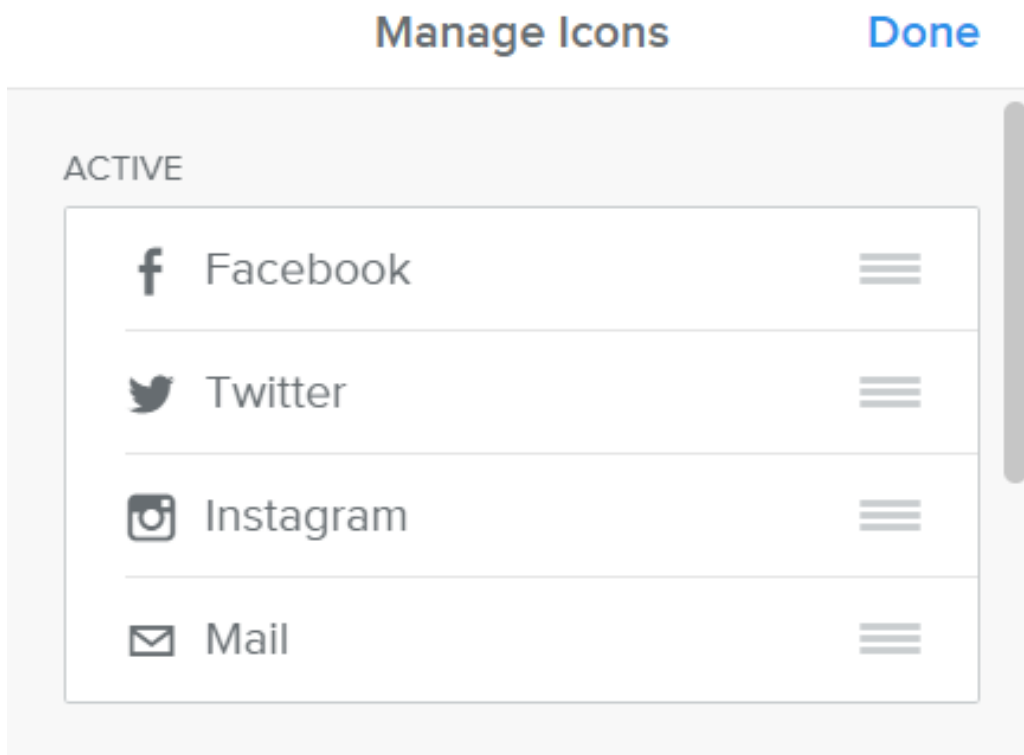 Manage Icons Done
ACTIVE
Facebook
Twitter
Instagram
Mail